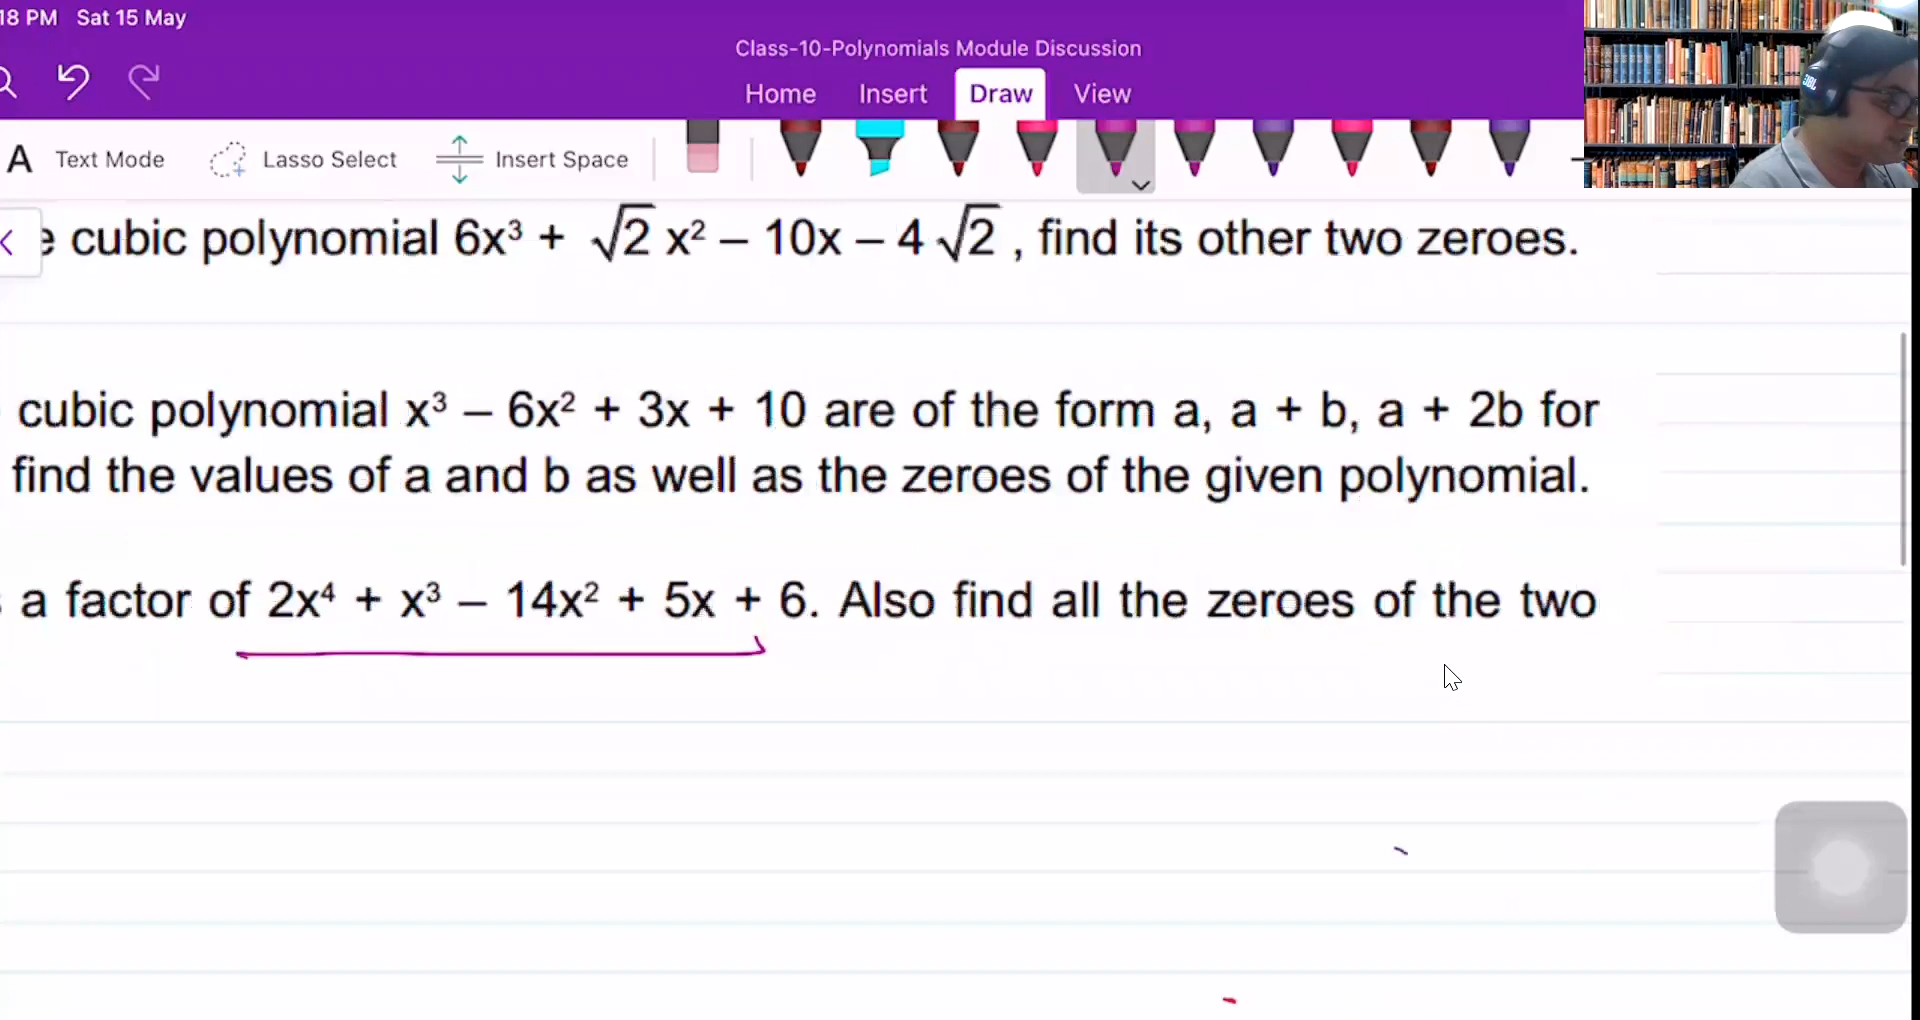 18 PM Sat 15 May
Class-10-Polynomials Module Discussion
Home Insert Draw View
A Text Mode Lasso Select Insert Space
e cubic polynomial 6x³ + √2 x² – 10x – 4 √2 , find its other two zeroes.
cubic polynomial x³ – 6x² + 3x + 10 are of the form a, a + b, a + 2b for
find the values of a and b as well as the zeroes of the given polynomial.
a factor of 2x⁴ + x³ – 14x² + 5x + 6. Also find all the zeroes of the two
JBL